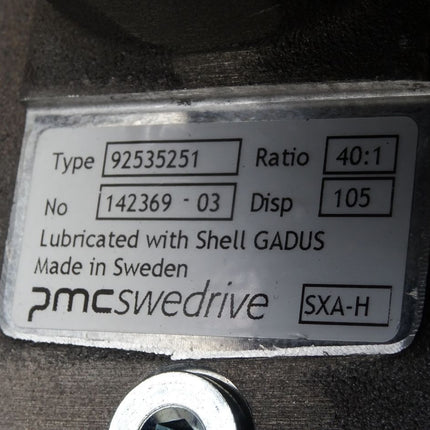 Type 92535251 Ratio 40:1
No 142369 - 03 Disp 105
Lubricated with Shell GADUS
Made in Sweden
pmcswedrive SXA-H